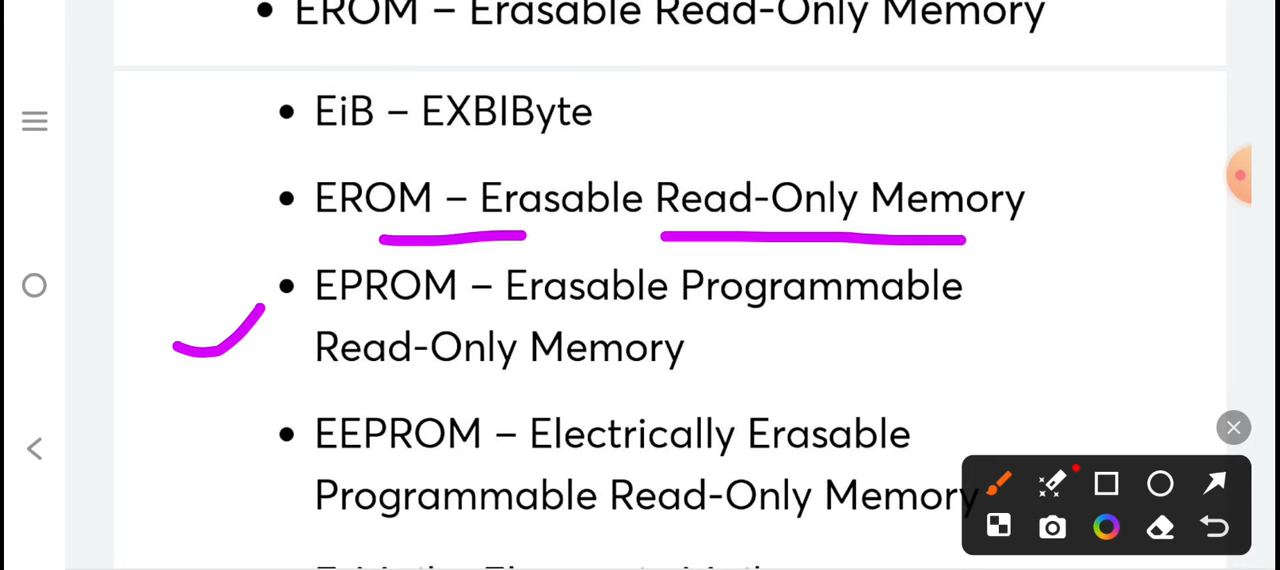 • EROM – Erasable Read-Only Memory
• EiB – EXBIByte
• EROM – Erasable Read-Only Memory
• EPROM – Erasable Programmable
Read-Only Memory
• EEPROM – Electrically Erasable
Programmable Read-Only Memory